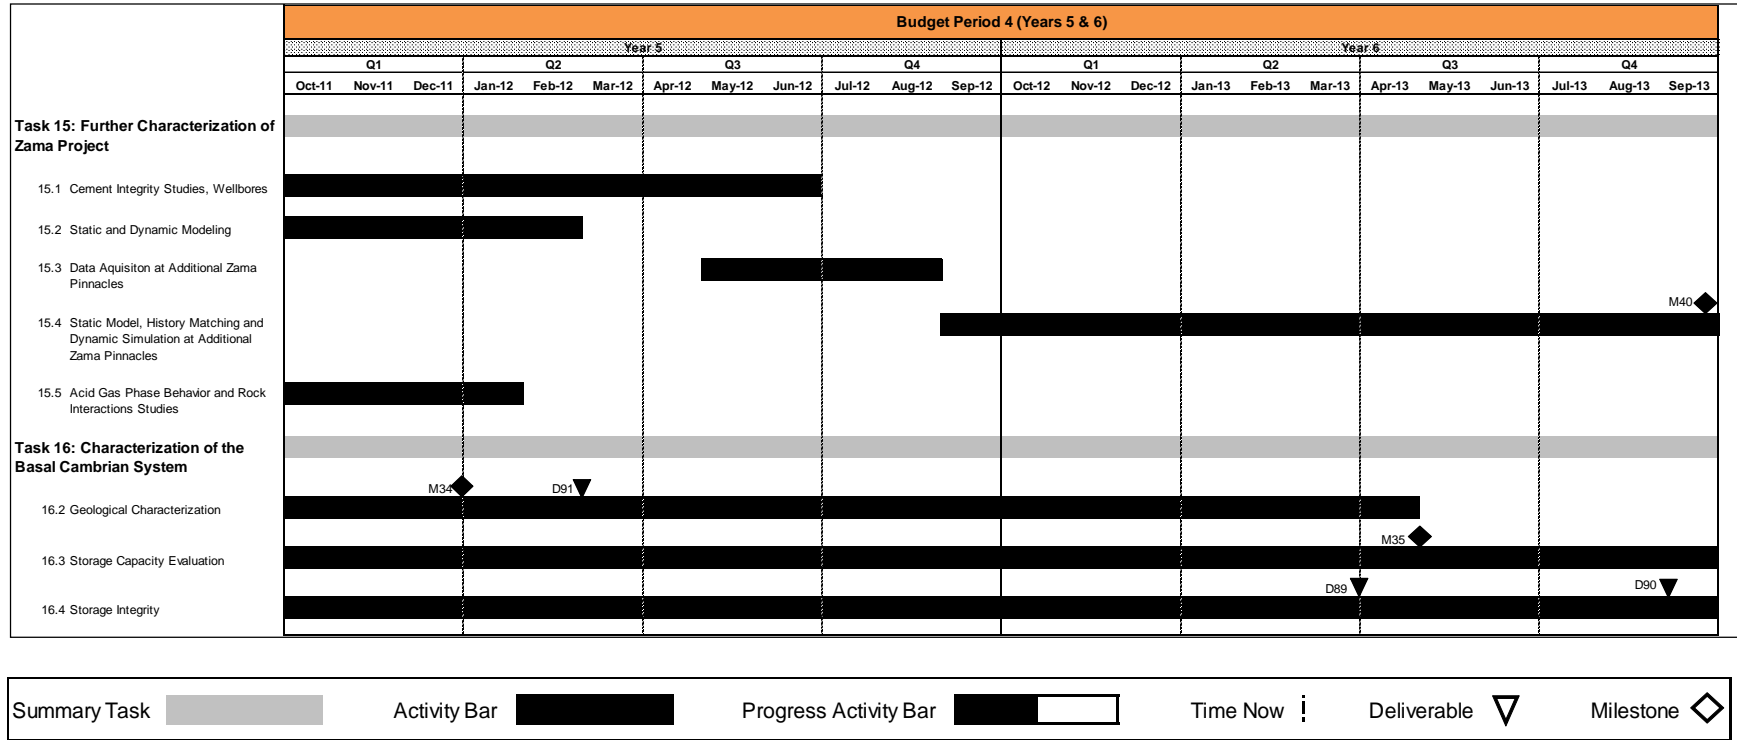 Budget Period 4 (Years 5 & 6)
Year 5 Year 6
Q1 Q2 Q3 Q4 Q1 Q2 Q3 Q4
Oct-11 Nov-11 Dec-11 Jan-12 Feb-12 Mar-12 Apr-12 May-12 Jun-12 Jul-12 Aug-12 Sep-12 Oct-12 Nov-12 Dec-12 Jan-13 Feb-13 Mar-13 Apr-13 May-13 Jun-13 Jul-13 Aug-13 Sep-13
Task 15: Further Characterization of
Zama Project
15.1 Cement Integrity Studies, Wellbores
15.2 Static and Dynamic Modeling
15.3 Data Aquisiton at Additional Zama
Pinnacles
M40
15.4 Static Model, History Matching and
Dynamic Simulation at Additional
Zama Pinnacles
15.5 Acid Gas Phase Behavior and Rock
Interactions Studies
Task 16: Characterization of the
Basal Cambrian System
M34 D91
16.2 Geological Characterization
M35
16.3 Storage Capacity Evaluation
D89 D90
16.4 Storage Integrity
Summary Task Activity Bar Progress Activity Bar Time Now Deliverable Milestone